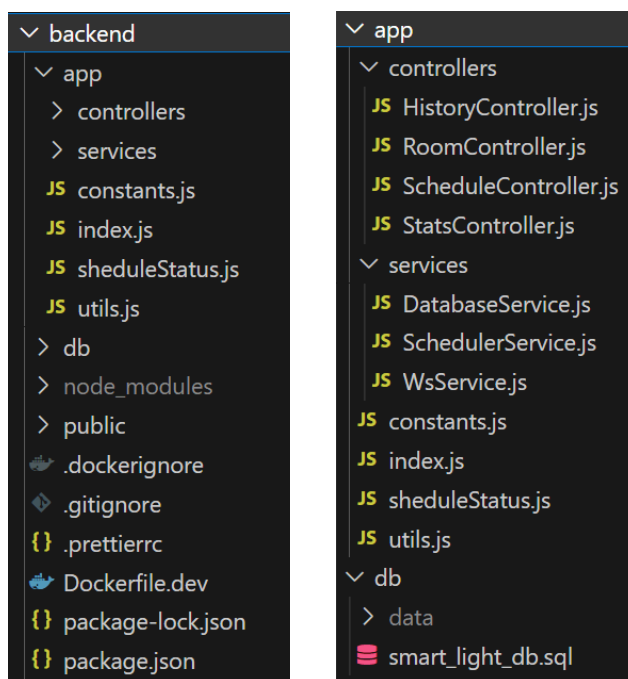 backend
app
controllers
services
JS constants.js
JS index.js
JS sheduleStatus.js
JS utils.js
db
node_modules
public
.dockerignore
.gitignore
{} .prettierrc
Dockerfile.dev
{} package-lock.json
{} package.json
app
controllers
JS HistoryController.js
JS RoomController.js
JS ScheduleController.js
JS StatsController.js
services
JS DatabaseService.js
JS SchedulerService.js
JS WsService.js
JS constants.js
JS index.js
JS sheduleStatus.js
JS utils.js
db
data
smart_light_db.sql